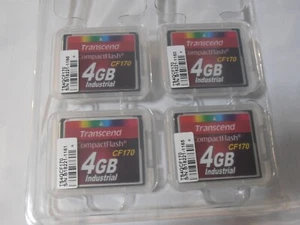 Transcend
CompactFlash
CF170
4GB
Industrial
Transcend
CompactFlash
CF170
4GB
Industrial
Transcend
CompactFlash
CF170
4GB
Industrial
Transcend
CompactFlash
CF170
4GB
Industrial